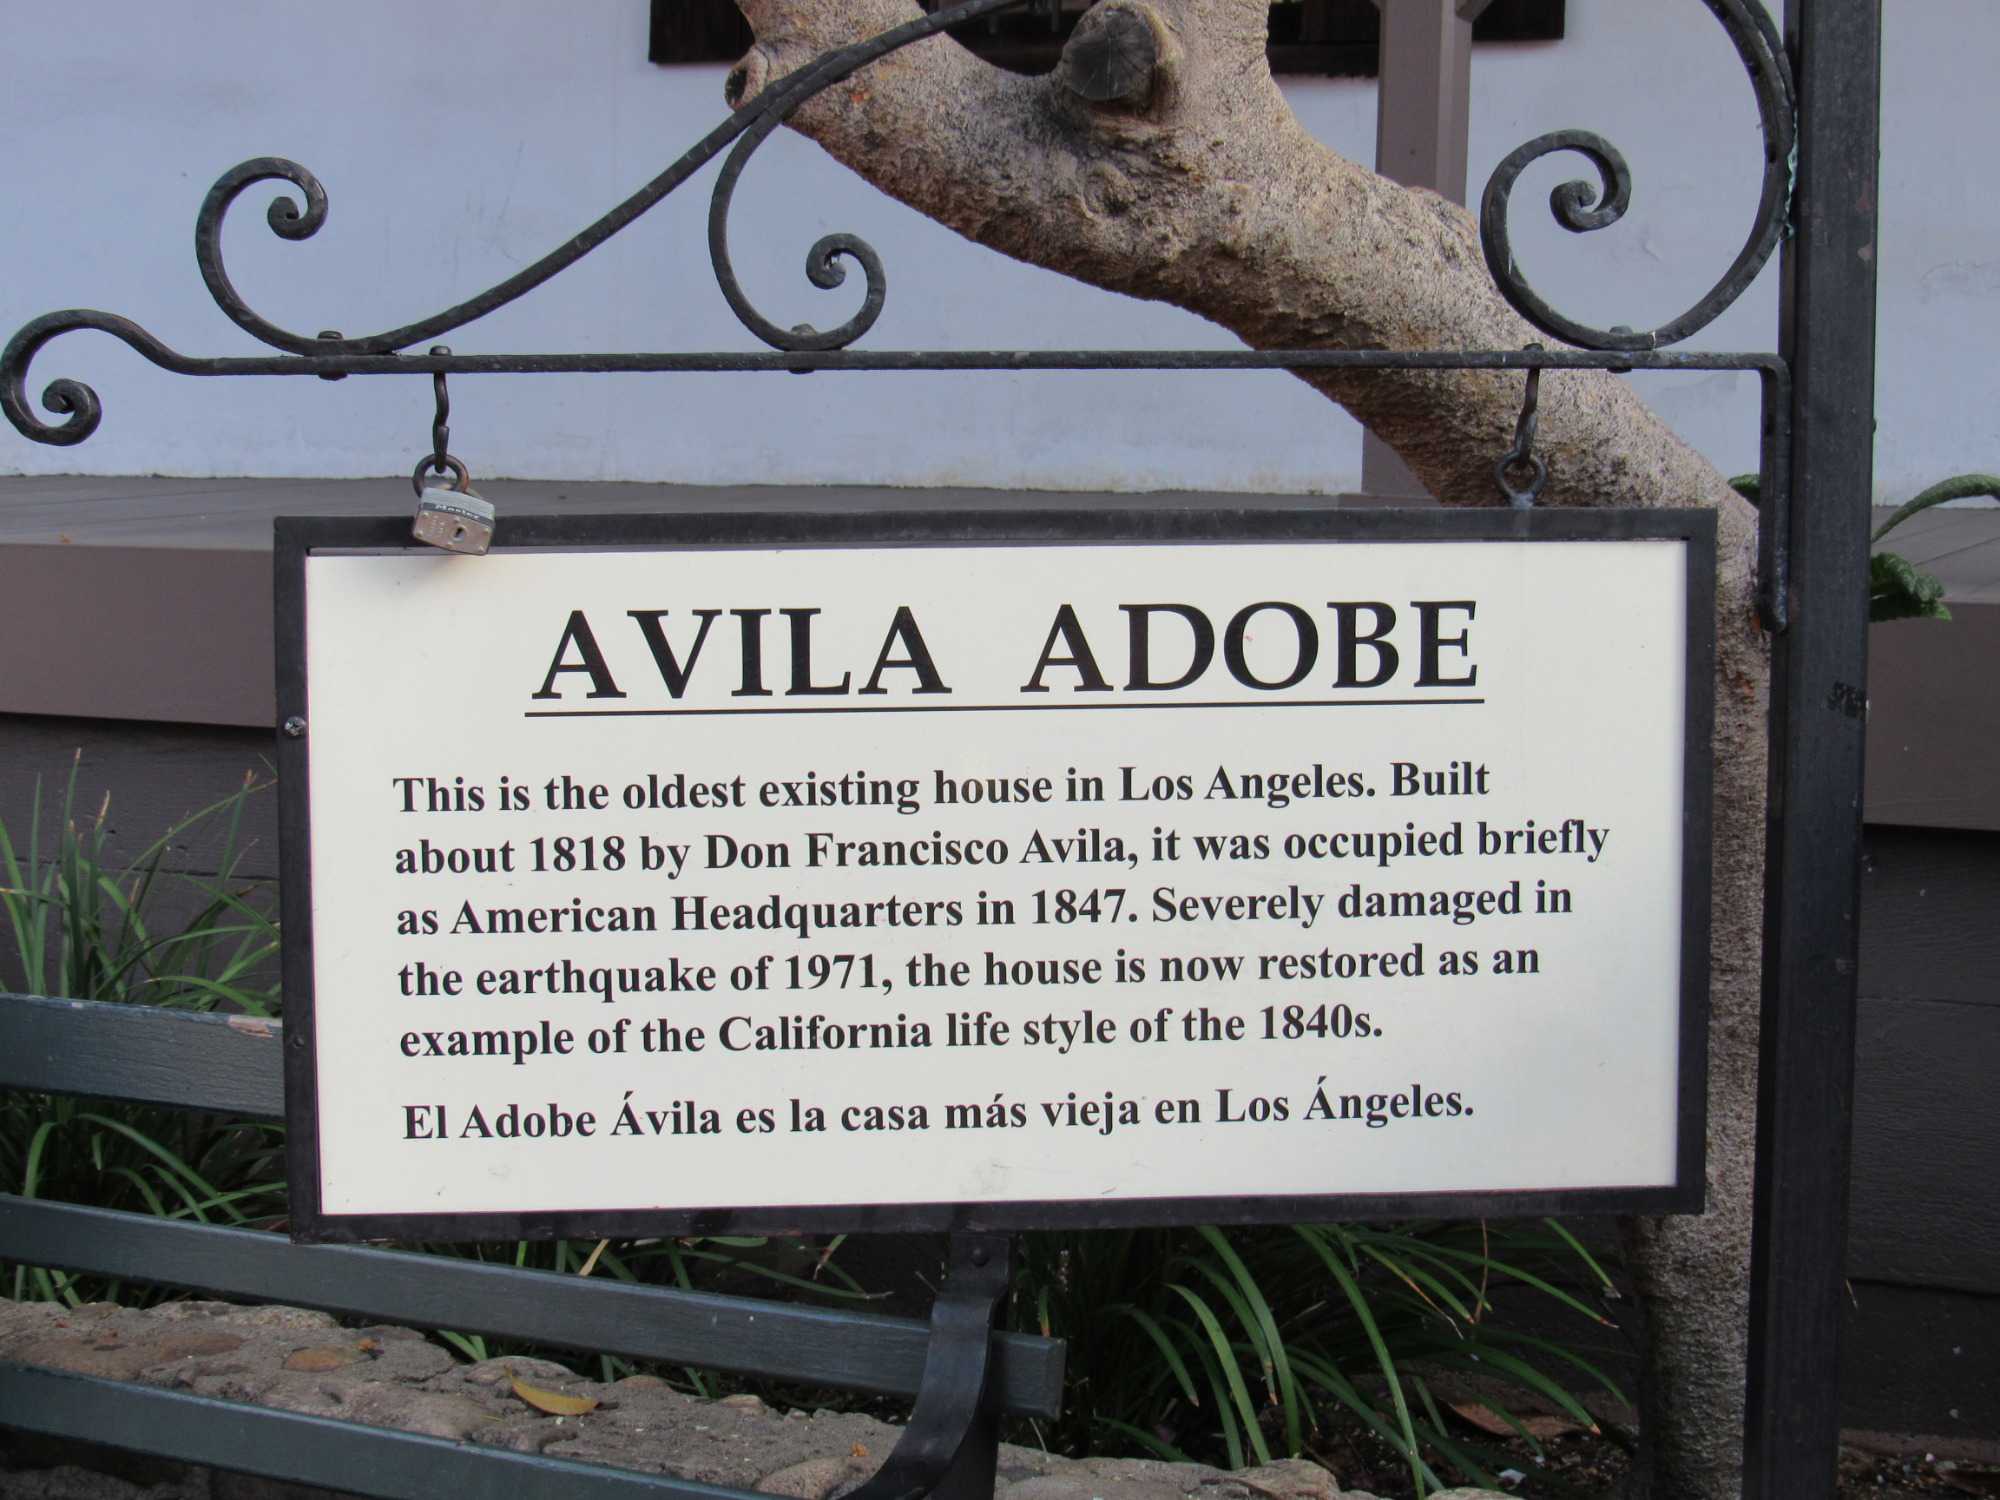 Master
AVILA ADOBE
This is the oldest existing house in Los Angeles. Built
about 1818 by Don Francisco Avila, it was occupied briefly
as American Headquarters in 1847. Severely damaged in
the earthquake of 1971, the house is now restored as an
example of the California life style of the 1840s.
El Adobe Ávila es la casa más vieja en Los Ángeles.